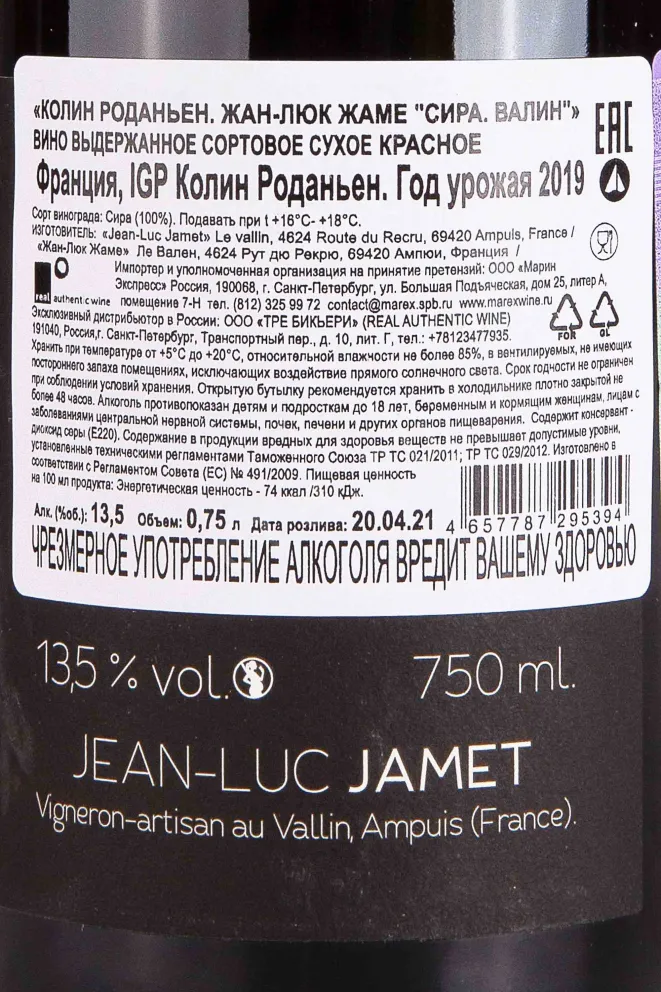 «КОЛИН РОДАНЬЕН. ЖАН-ЛЮК ЖАМЕ "СИРА. ВАЛИН"»
ВИНО ВЫДЕРЖАННОЕ СОРТОВОЕ СУХОЕ КРАСНОЕ
EAC
Франция, IGP Колин Роданьен. Год урожая 2019
Сорт винограда: Сира (100%). Подавать при t +16°C- +18°C.
ИЗГОТОВИТЕЛЬ: «Jean-Luc Jamet» Le vallin, 4624 Route du Recru, 69420 Ampuis, France /
«Жан-Люк Жаме» Ле Вален, 4624 Рут дю Рекрю, 69420 Ампюи, Франция /
Импортер и уполномоченная организация на принятие претензий: ООО «Марин
Экспресс» Россия, 190068, г. Санкт-Петербург, ул. Большая Подъяческая, дом 25, литер А,
real authentic wine помещение 7-Н тел. (812) 325 99 72 contact@marex.spb.ru www.marexwine.ru
Эксклюзивный дистрибьютор в России: ООО «ТРЕ БИКЬЕРИ» (REAL AUTHENTIC WINE)
191040, Россия,г. Санкт-Петербург, Транспортный пер., д. 10, лит. Г, тел.: +78123477935.
FOR GL
Хранить при температуре от +5°C до +20°C, относительной влажности не более 85%, в вентилируемых, не имеющих
постороннего запаха помещениях, исключающих воздействие прямого солнечного света. Срок годности не ограничен
при соблюдении условий хранения. Открытую бутылку рекомендуется хранить в холодильнике плотно закрытой не
более 48 часов. Алкоголь противопоказан детям и подросткам до 18 лет, беременным и кормящим женщинам, лицам с
заболеваниями центральной нервной системы, почек, печени и других органов пищеварения. Содержит консервант -
диоксид серы (E220). Содержание в продукции вредных для здоровья веществ не превышает допустимые уровни,
установленные техническими регламентами Таможенного Союза ТР ТС 021/2011; ТР ТС 029/2012. Изготовлено в
соответствии с Регламентом Совета (ЕС) № 491/2009. Пищевая ценность
на 100 мл продукта: Энергетическая ценность - 74 ккал /310 кДж.
Алк. (%об.): 13,5 Объем: 0,75 л Дата розлива: 20.04.21
4 657787 295394
ЧРЕЗМЕРНОЕ УПОТРЕБЛЕНИЕ АЛКОГОЛЯ ВРЕДИТ ВАШЕМУ ЗДОРОВЬЮ
13,5 % vol. 750 ml.
JEAN-LUC JAMET
Vigneron-artisan au Vallin, Ampuis (France).